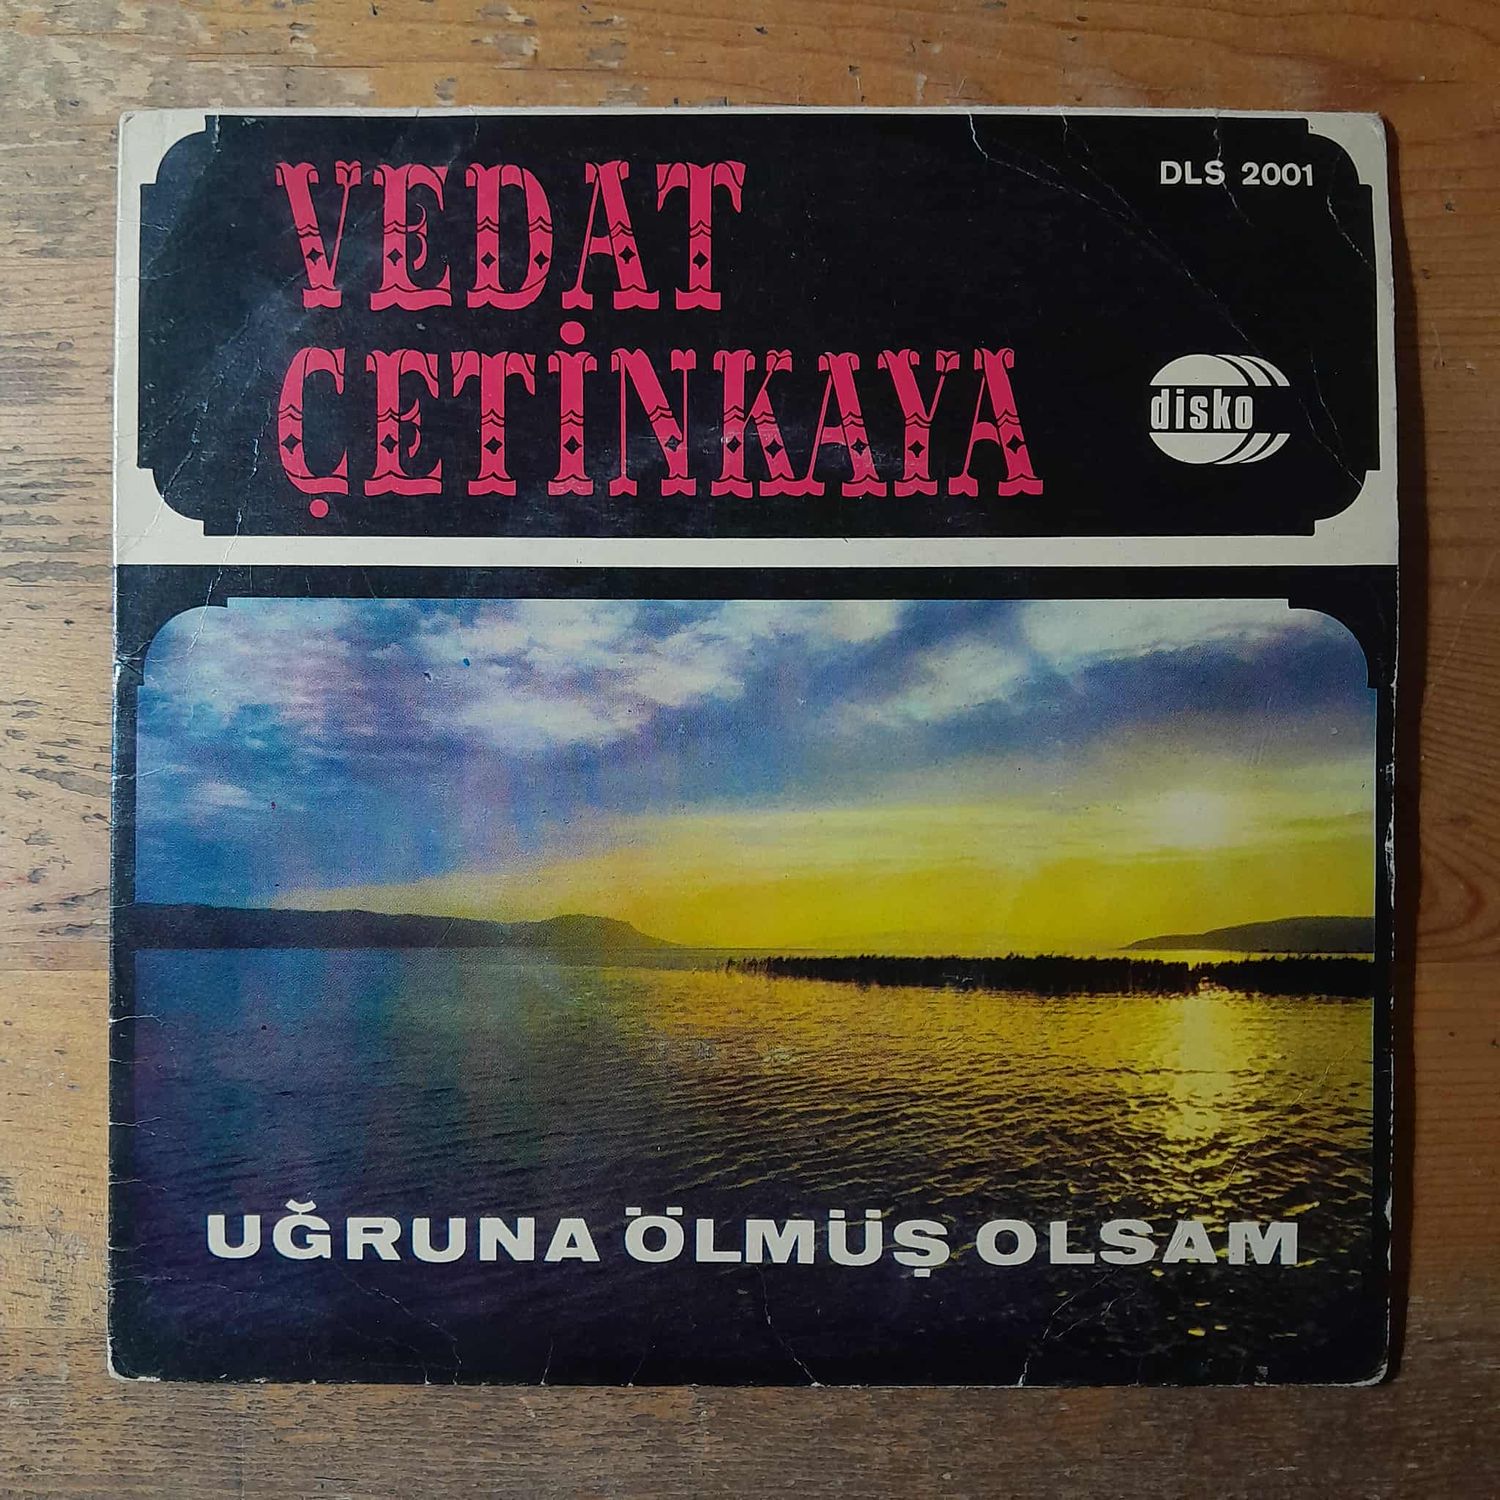 VEDAT
ÇETİNKAYA
DLS 2001
disko
UĞRUNA ÖLMÜŞ OLSAM